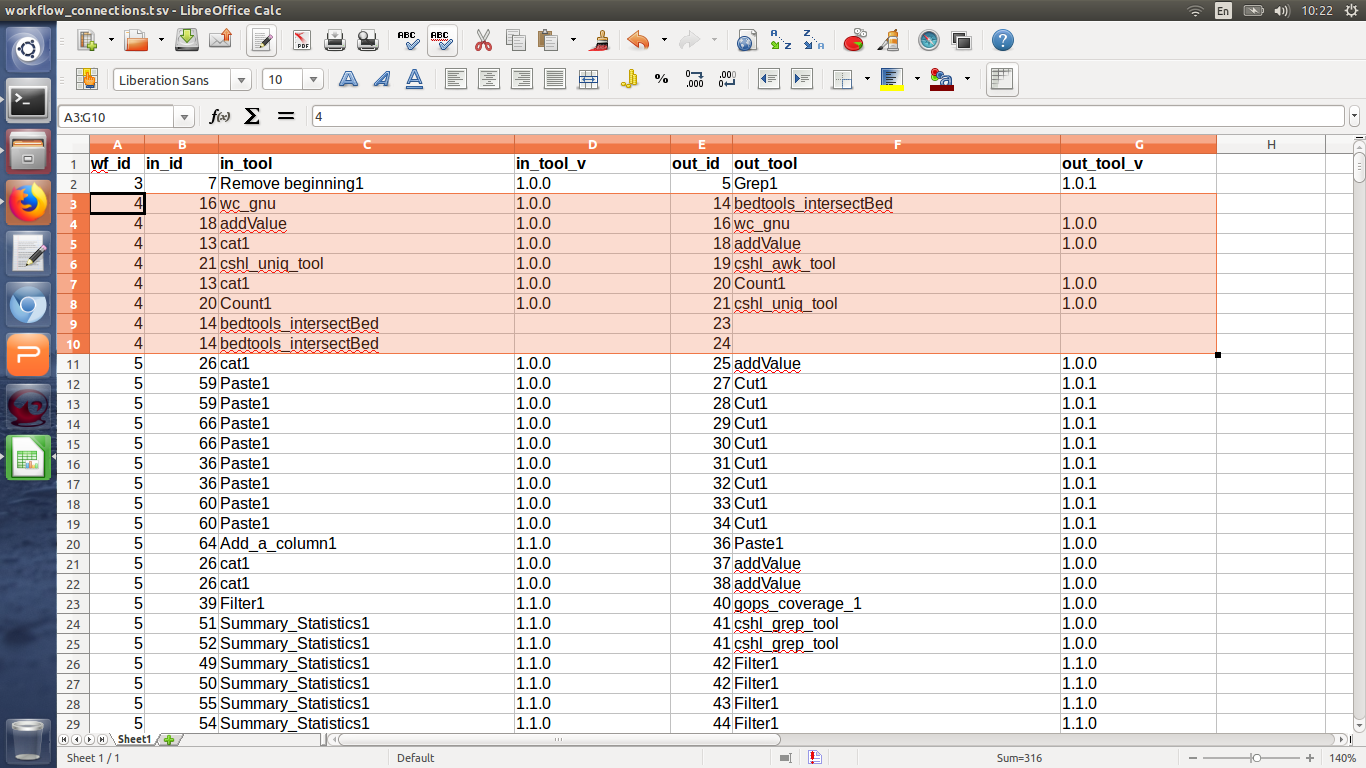 workflow_connections.tsv - LibreOffice Calc En 10:22
Liberation Sans 10
A3:G10 4
A B C D E F G H
1 wf_id in_id in_tool in_tool_v out_id out_tool out_tool_v
2 3 7 Remove beginning1 1.0.0 5 Grep1 1.0.1
3 4 16 wc_gnu 1.0.0 14 bedtools_intersectBed
4 4 18 addValue 1.0.0 16 wc_gnu 1.0.0
5 4 13 cat1 1.0.0 18 addValue 1.0.0
6 4 21 cshl_uniq_tool 1.0.0 19 cshl_awk_tool
7 4 13 cat1 1.0.0 20 Count1 1.0.0
8 4 20 Count1 1.0.0 21 cshl_uniq_tool 1.0.0
9 4 14 bedtools_intersectBed 23
10 4 14 bedtools_intersectBed 24
11 5 26 cat1 1.0.0 25 addValue 1.0.0
12 5 59 Paste1 1.0.0 27 Cut1 1.0.1
13 5 59 Paste1 1.0.0 28 Cut1 1.0.1
14 5 66 Paste1 1.0.0 29 Cut1 1.0.1
15 5 66 Paste1 1.0.0 30 Cut1 1.0.1
16 5 36 Paste1 1.0.0 31 Cut1 1.0.1
17 5 36 Paste1 1.0.0 32 Cut1 1.0.1
18 5 60 Paste1 1.0.0 33 Cut1 1.0.1
19 5 60 Paste1 1.0.0 34 Cut1 1.0.1
20 5 64 Add_a_column1 1.1.0 36 Paste1 1.0.0
21 5 26 cat1 1.0.0 37 addValue 1.0.0
22 5 26 cat1 1.0.0 38 addValue 1.0.0
23 5 39 Filter1 1.1.0 40 gops_coverage_1 1.0.0
24 5 51 Summary_Statistics1 1.1.0 41 cshl_grep_tool 1.0.0
25 5 52 Summary_Statistics1 1.1.0 41 cshl_grep_tool 1.0.0
26 5 49 Summary_Statistics1 1.1.0 42 Filter1 1.1.0
27 5 50 Summary_Statistics1 1.1.0 42 Filter1 1.1.0
28 5 55 Summary_Statistics1 1.1.0 43 Filter1 1.1.0
29 5 54 Summary_Statistics1 1.1.0 44 Filter1 1.1.0
Sheet1
Sheet 1 / 1 Default Sum=316 140%